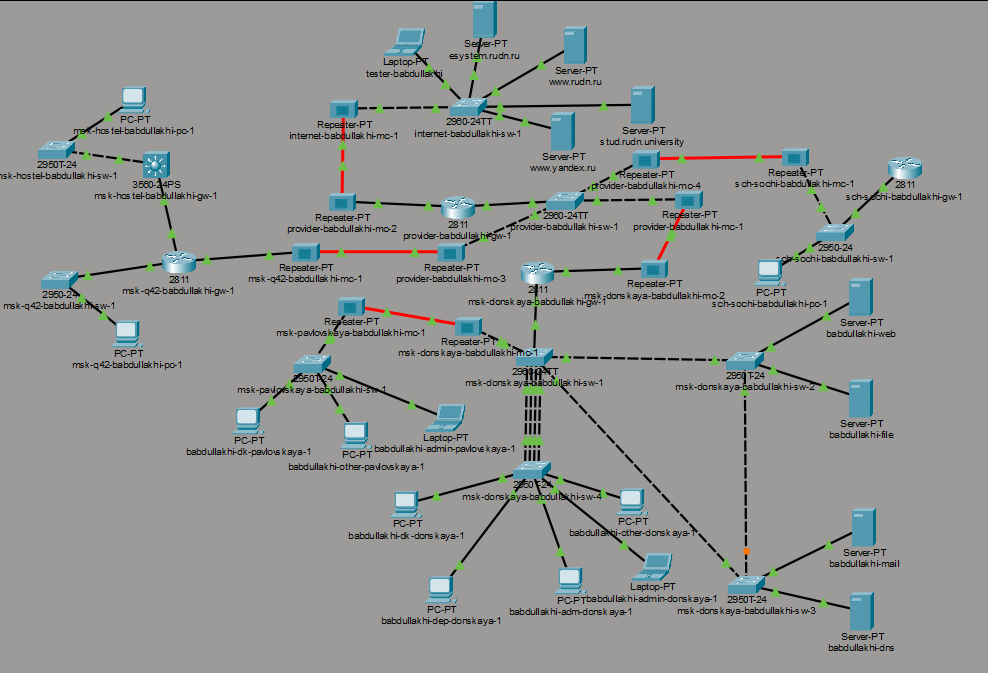 Server-PT
esystem.rudn.ru
Laptop-PT
tester-babdullakhi
Server-PT
www.rudn.ru
PC-PT
msk-hostel-babdullakhi-pc-1
Repeater-PT
internet-babdullakhi-mc-1
2960-24TT
internet-babdullakhi-sw-1
Server-PT
stud.rudn.university
2950T-24
msk-hostel-babdullakhi-sw-1
3560-24PS
msk-hostel-babdullakhi-gw-1
Server-PT
www.yandex.ru
Repeater-PT
provider-babdullakhi-mc-4
Repeater-PT
sch-sochi-babdullakhi-mc-1
2811
sch-sochi-babdullakhi-gw-1
Repeater-PT
provider-babdullakhi-mc-2
2811
provider-babdullakhi-gw-1
2960-24TT
provider-babdullakhi-sw-1
Repeater-PT
provider-babdullakhi-mc-1
2950-24
sch-sochi-babdullakhi-sw-1
2811
msk-q42-babdullakhi-gw-1
Repeater-PT
msk-q42-babdullakhi-mc-1
Repeater-PT
provider-babdullakhi-mc-3
2811
msk-donskaya-babdullakhi-gw-1
Repeater-PT
msk-donskaya-babdullakhi-mc-2
PC-PT
sch-sochi-babdullakhi-pc-1
2950-24
msk-q42-babdullakhi-sw-1
PC-PT
msk-q42-babdullakhi-pc-1
Repeater-PT
msk-pavlovskaya-babdullakhi-mc-1
Repeater-PT
msk-donskaya-babdullakhi-mc-1
Server-PT
babdullakhi-web
2950T-24
msk-pavlovskaya-babdullakhi-sw-1
2960-24TT
msk-donskaya-babdullakhi-sw-1
2950T-24
msk-donskaya-babdullakhi-sw-2
Server-PT
babdullakhi-file
PC-PT
babdullakhi-dk-pavlovskaya-1
PC-PT
babdullakhi-other-pavlovskaya-1
Laptop-PT
babdullakhi-admin-pavlovskaya-1
2950T-24
msk-donskaya-babdullakhi-sw-4
PC-PT
babdullakhi-dk-donskaya-1
PC-PT
babdullakhi-other-donskaya-1
Server-PT
babdullakhi-mail
PC-PT
babdullakhi-dep-donskaya-1
PC-PT
babdullakhi-adm-donskaya-1
Laptop-PT
babdullakhi-admin-donskaya-1
2950T-24
msk-donskaya-babdullakhi-sw-3
Server-PT
babdullakhi-dns